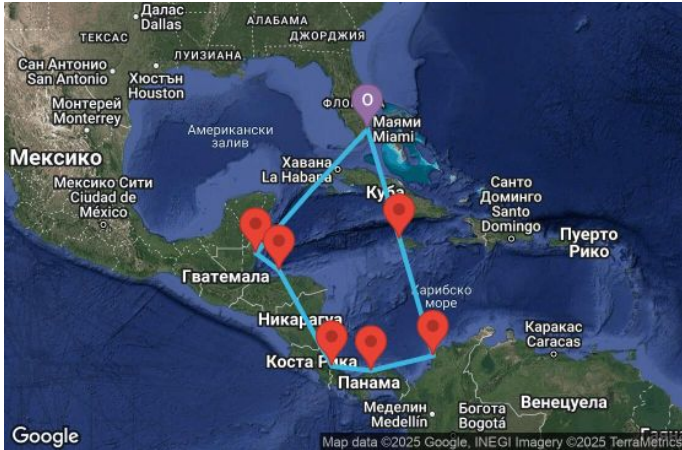 Далас
Dallas
АЛАБАМА
ТЕКСАС
ДЖОРДЖИЯ
ЛУИЗИАНА
Сан Антонио
San Antonio
Хюстън
Houston
Монтерей
Monterrey
Американски
залив
О
Маями
Miami
Мексико
Хавана
La Habana
Мексико Сити
Ciudad de
México
Куба
Санто
Доминго
Santo
Domingo
Пуерто
Рико
Гватемала
Карибско
море
Никарагуа
Коста Рика
Каракас
Caracas
Панама
Меделин
Medellín
Богота
Bogotá
Венецуела
Google
Map data ©2025 Google, INEGI Imagery ©2025 TerraMetrics